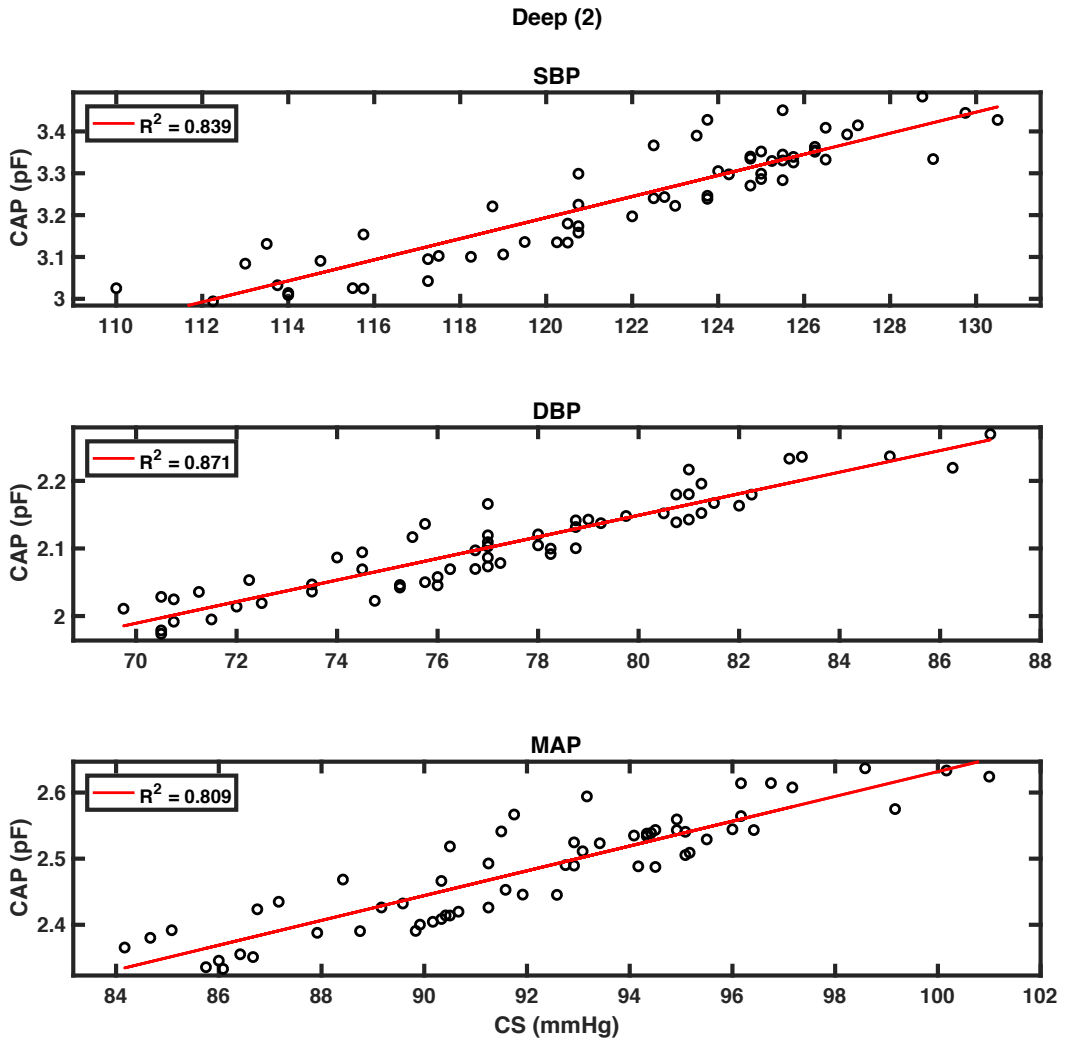 Deep (2)
SBP
R² = 0.839
CAP (pF)
3.4
3.3
3.2
3.1
3
110 112 114 116 118 120 122 124 126 128 130
DBP
R² = 0.871
CAP (pF)
2.2
2.1
2
70 72 74 76 78 80 82 84 86 88
MAP
R² = 0.809
CAP (pF)
2.6
2.5
2.4
84 86 88 90 92 94 96 98 100 102
CS (mmHg)